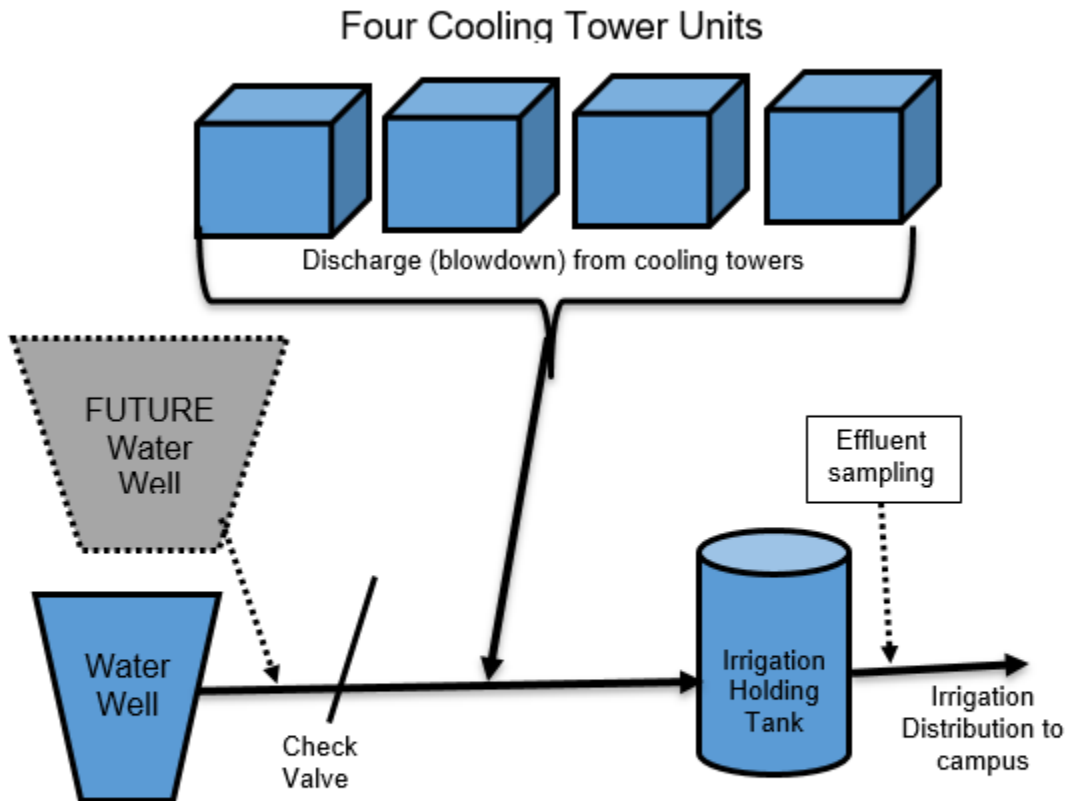 Four Cooling Tower Units
Discharge (blowdown) from cooling towers
FUTURE
Water
Well
Effluent
sampling
Water
Well
Check
Valve
Irrigation
Holding
Tank
Irrigation
Distribution to
campus